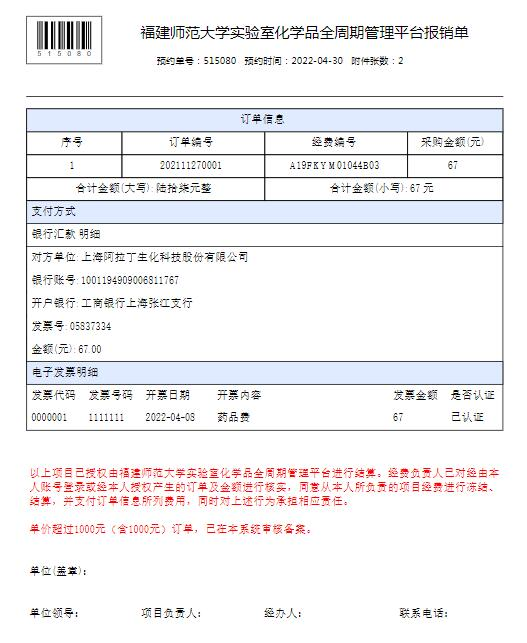 福建师范大学实验室化学品全周期管理平台报销单
515080
预约单号：515080 预约时间：2022-04-30 附件张数：2
订单信息
序号 订单编号 经费编号 采购金额(元)
1 202111270001 A19FKYM01044B03 67
合计金额(大写):陆拾柒元整 合计金额(小写):67 元
支付方式
银行汇款 明细
对方单位:上海阿拉丁生化科技股份有限公司
银行账号:1001194909006811767
开户银行:工商银行上海张江支行
发票号:05837334
金额(元):67.00
电子发票明细
发票代码 发票号码 开票日期 开票内容 发票金额 是否认证
0000001 1111111 2022-04-08 药品费 67 已认证
以上项目已授权由福建师范大学实验室化学品全周期管理平台进行结算。经费负责人已对经由本
人账号登录或经本人授权产生的订单及金额进行核实，同意从本人所负责的项目经费进行冻结、
结算，并支付订单信息所列费用，同时对上述行为承担相应责任。
单价超过1000元（含1000元）订单，已在本系统审核备案。
单位(盖章)：
单位领导： 项目负责人： 经办人： 联系电话：